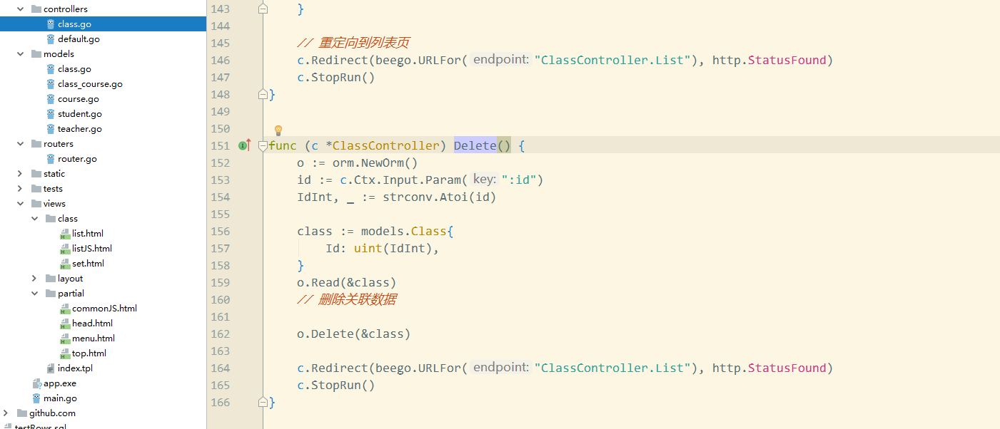 controllers
class.go
default.go
models
class.go
class_course.go
course.go
student.go
teacher.go
routers
router.go
static
tests
views
class
list.html
listJS.html
set.html
layout
partial
commonJS.html
head.html
menu.html
top.html
index.tpl
app.exe
main.go
github.com
testRows.sql
143 }
144
145 // 重定向到列表页
146 c.Redirect(beego.URLFor( endpoint: "ClassController.List"), http.StatusFound)
147 c.StopRun()
148 }
149
150
151 func (c *ClassController) Delete() {
152 o := orm.NewOrm()
153 id := c.Ctx.Input.Param( key: ":id")
154 IdInt, _ := strconv.Atoi(id)
155
156 class := models.Class{
157 Id: uint(IdInt),
158 }
159 o.Read(&class)
160 // 删除关联数据
161
162 o.Delete(&class)
163
164 c.Redirect(beego.URLFor( endpoint: "ClassController.List"), http.StatusFound)
165 c.StopRun()
166 }